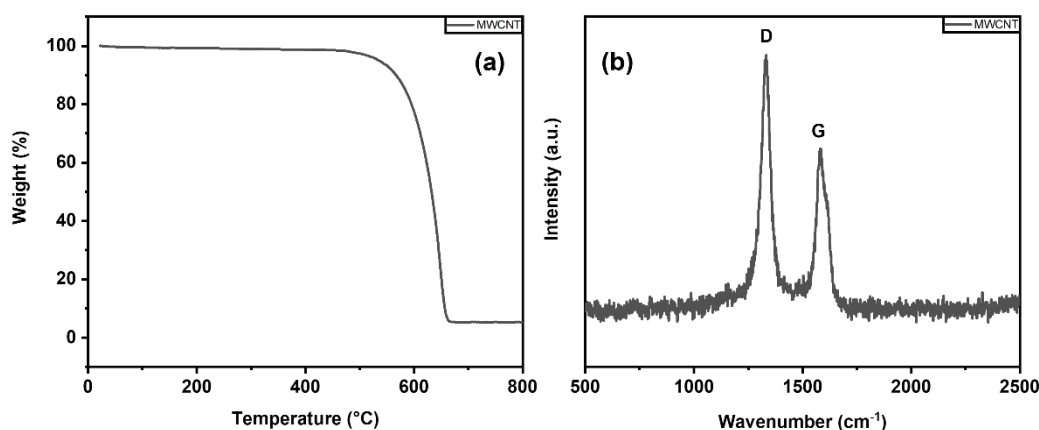 MWCNT
(a)
100
80
60
40
20
0
Weight (%)
0 200 400 600 800
Temperature (°C)
MWCNT
(b)
D
G
Intensity (a.u.)
500 1000 1500 2000 2500
Wavenumber (cm⁻¹)